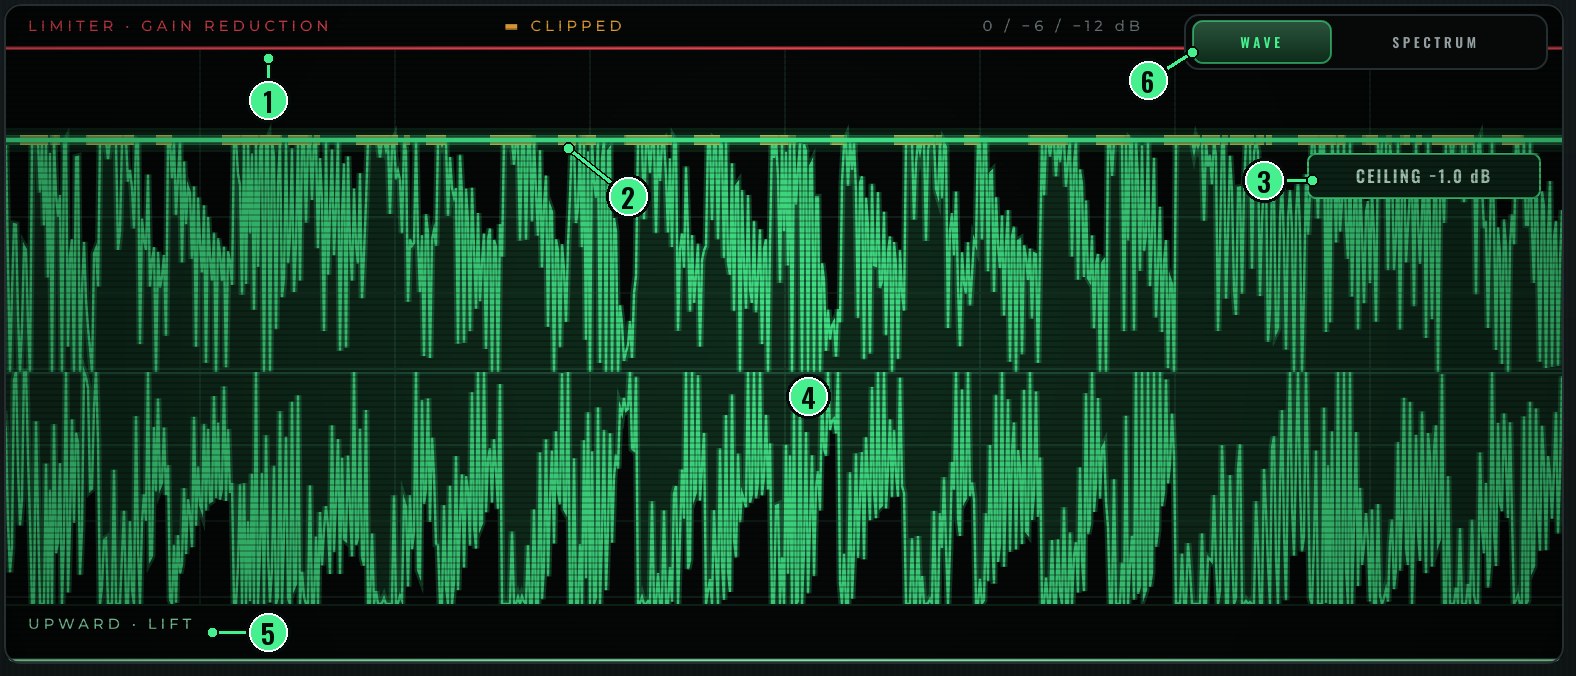 LIMITER · GAIN REDUCTION
CLIPPED
0 / −6 / −12 dB
WAVE
SPECTRUM
6
1
3
CEILING -1.0 dB
2
4
UPWARD · LIFT
5